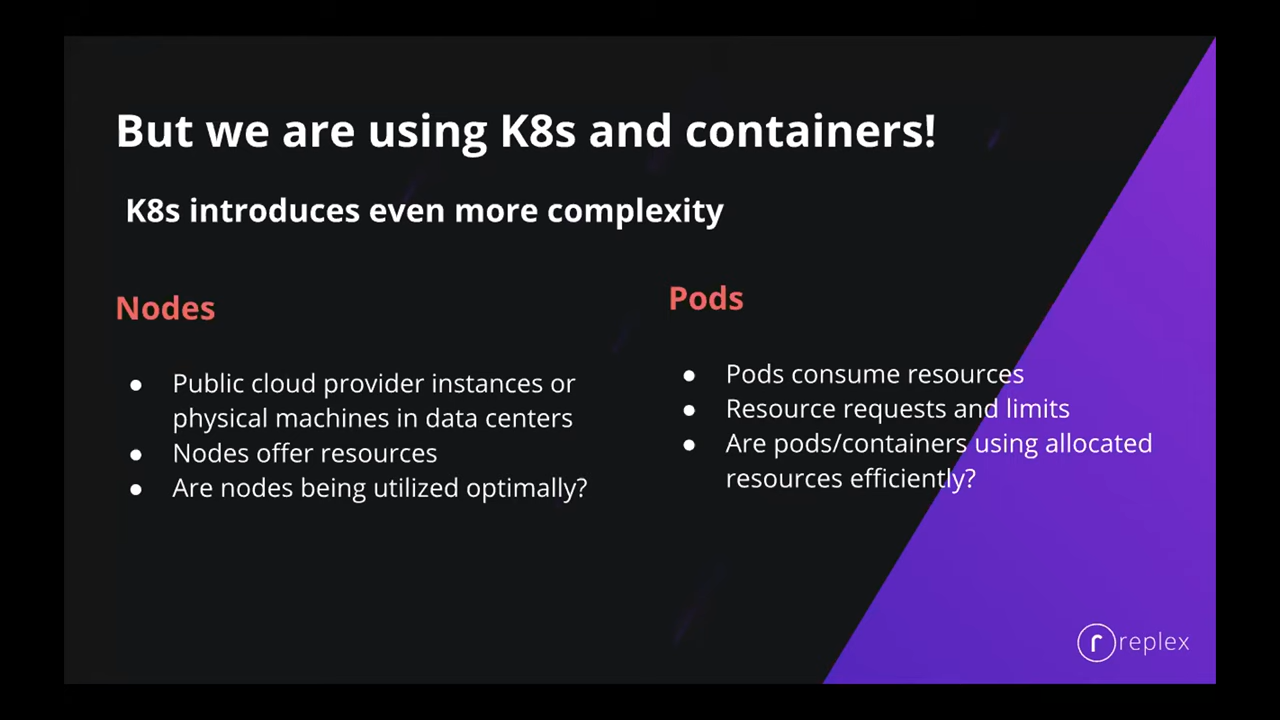 But we are using K8s and containers!
K8s introduces even more complexity
Nodes
● Public cloud provider instances or
physical machines in data centers
● Nodes offer resources
● Are nodes being utilized optimally?
Pods
● Pods consume resources
● Resource requests and limits
● Are pods/containers using allocated
resources efficiently?
r replex